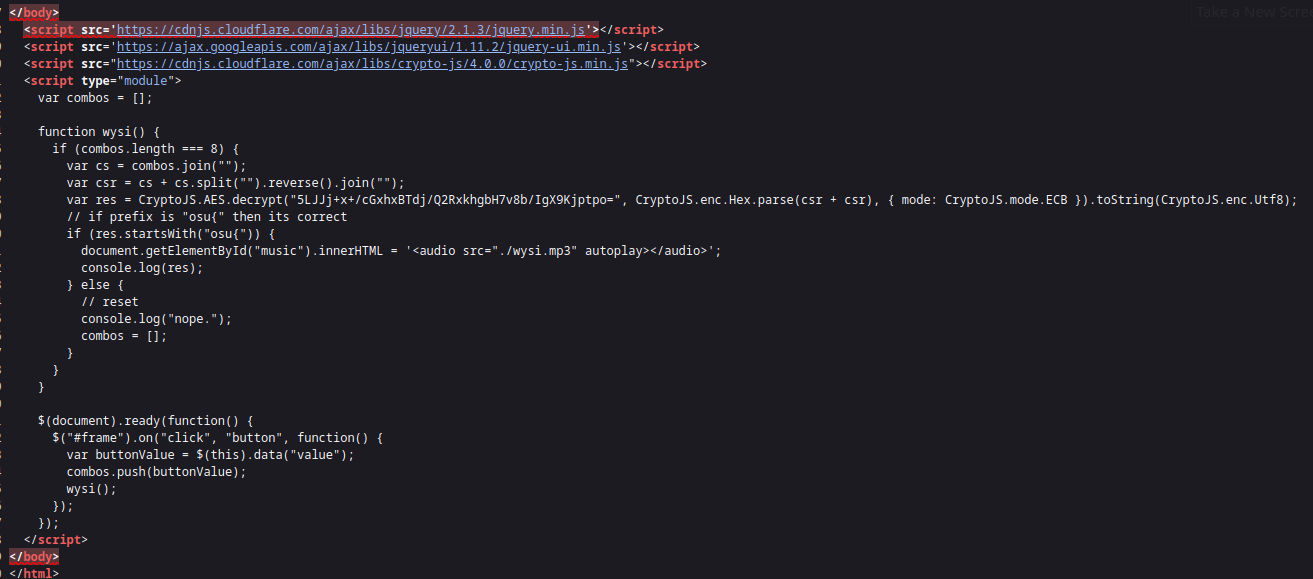 </body>
<script src='https://cdnjs.cloudflare.com/ajax/libs/jquery/2.1.3/jquery.min.js'></script>
<script src='https://ajax.googleapis.com/ajax/libs/jqueryui/1.11.2/jquery-ui.min.js'></script>
<script src="https://cdnjs.cloudflare.com/ajax/libs/crypto-js/4.0.0/crypto-js.min.js"></script>
<script type="module">
var combos = [];
function wysi() {
if (combos.length === 8) {
var cs = combos.join("");
var csr = cs + cs.split("").reverse().join("");
var res = CryptoJS.AES.decrypt("5LJJj+x+/cGxhxBTdj/Q2RxkhgbH7v8b/IgX9Kjptpo=", CryptoJS.enc.Hex.parse(csr + csr), { mode: CryptoJS.mode.ECB }).toString(CryptoJS.enc.Utf8);
// if prefix is "osu{" then its correct
if (res.startsWith("osu{")) {
document.getElementById("music").innerHTML = '<audio src="./wysi.mp3" autoplay></audio>';
console.log(res);
} else {
// reset
console.log("nope.");
combos = [];
}
}
}
$(document).ready(function() {
$("#frame").on("click", "button", function() {
var buttonValue = $(this).data("value");
combos.push(buttonValue);
wysi();
});
});
</script>
</body>
</html>